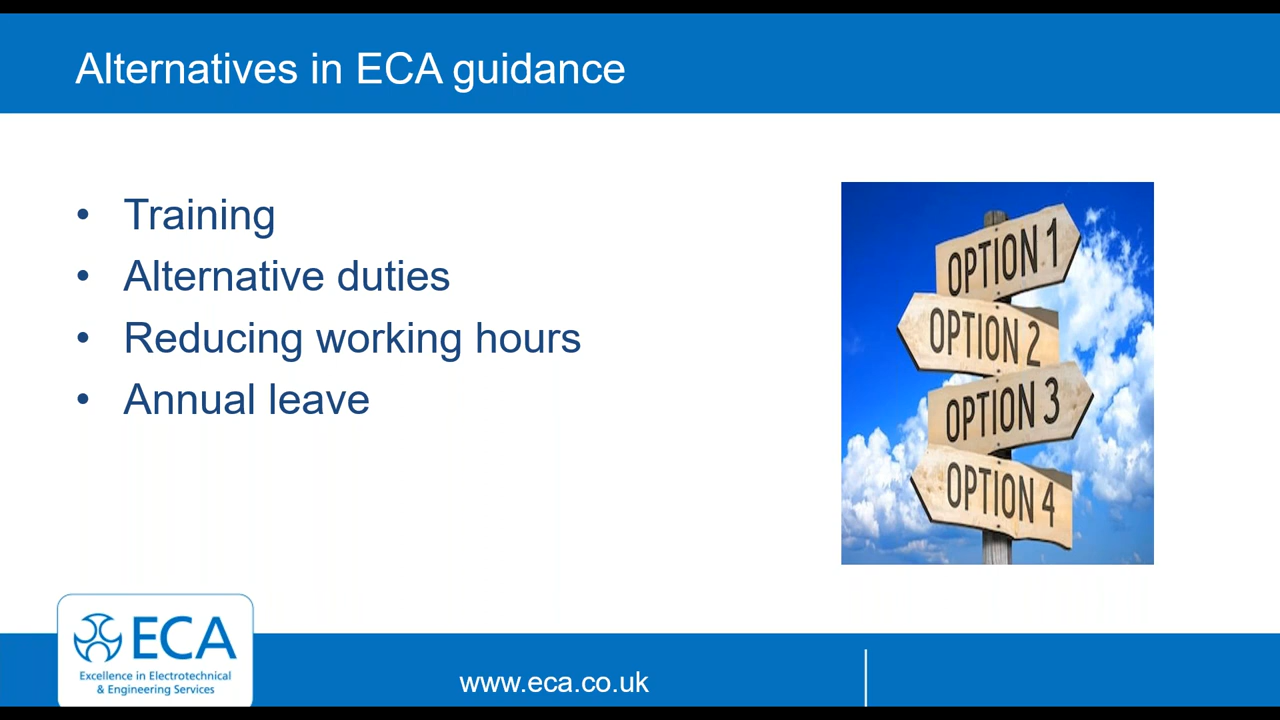 Alternatives in ECA guidance
• Training
• Alternative duties
• Reducing working hours
• Annual leave
OPTION 1
OPTION 2
OPTION 3
OPTION 4
ECA
Excellence in Electrotechnical
& Engineering Services
www.eca.co.uk